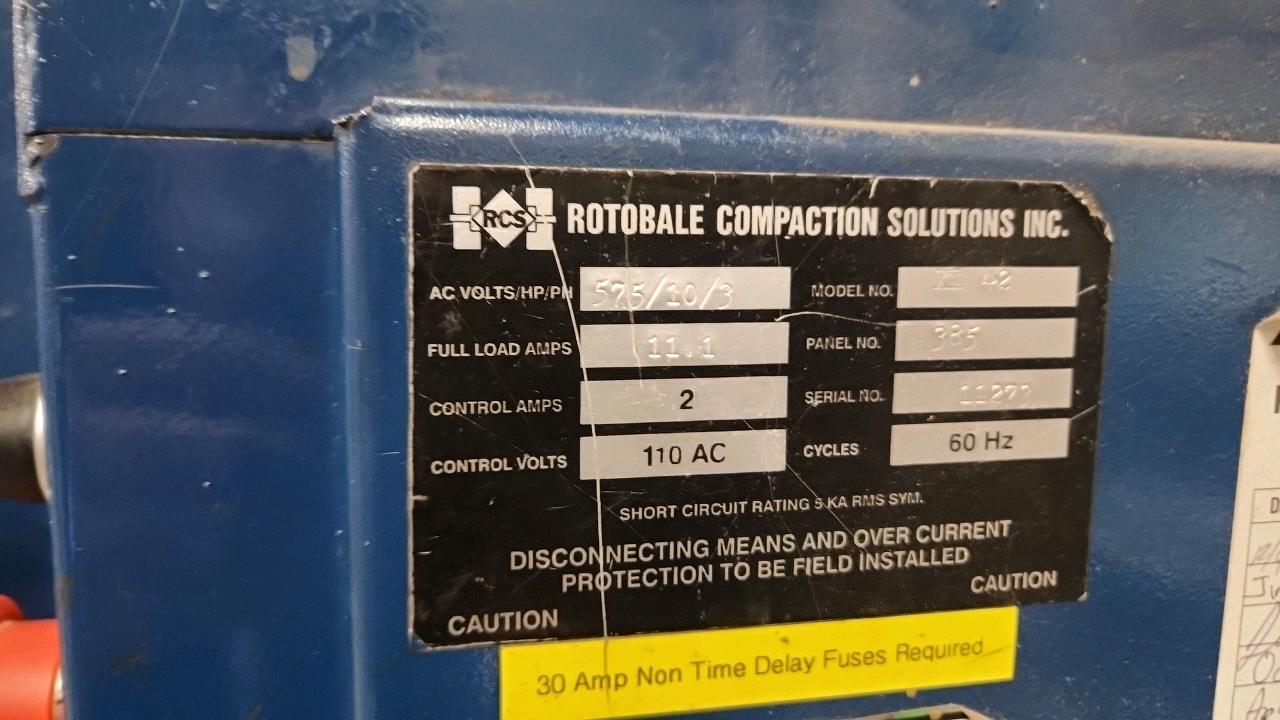 RCS ROTOBALE COMPACTION SOLUTIONS INC.
AC VOLTS/HP/PH 575/10/3 MODEL NO. 42
FULL LOAD AMPS 11.1 PANEL NO. 385
CONTROL AMPS 2 SERIAL NO.
CONTROL VOLTS 110 AC CYCLES 60 Hz
SHORT CIRCUIT RATING 5 KA RMS SYM.
DISCONNECTING MEANS AND OVER CURRENT
PROTECTION TO BE FIELD INSTALLED
CAUTION CAUTION
30 Amp Non Time Delay Fuses Required